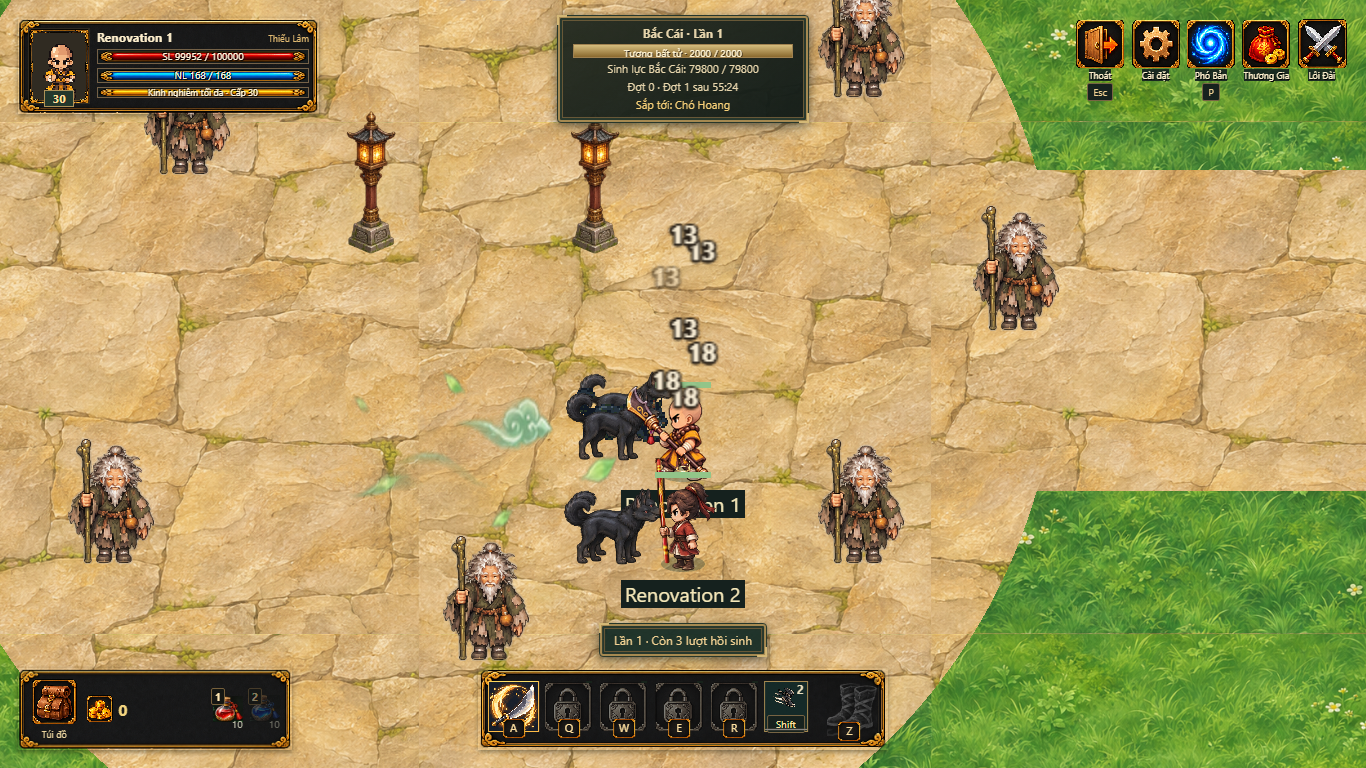 Renovation 1
Thiếu Lâm
SL 99952 / 100000
NL 168 / 168
Kinh nghiệm tối đa - Cấp 30
30
Bắc Cái · Lần 1
Tương bất tử · 2000 / 2000
Sinh lực Bắc Cái: 79800 / 79800
Đợt 0 · Đợt 1 sau 55:24
Sắp tới: Chó Hoang
Thoát
Cài đặt
Phó Bản
Thương Gia
Lôi Đài
Esc
P
13
13
13
13
18
18
18
n 1
Renovation 2
Lần 1 · Còn 3 lượt hồi sinh
Túi đồ
0
1
10
2
10
A
Q
W
E
R
2
Shift
Z